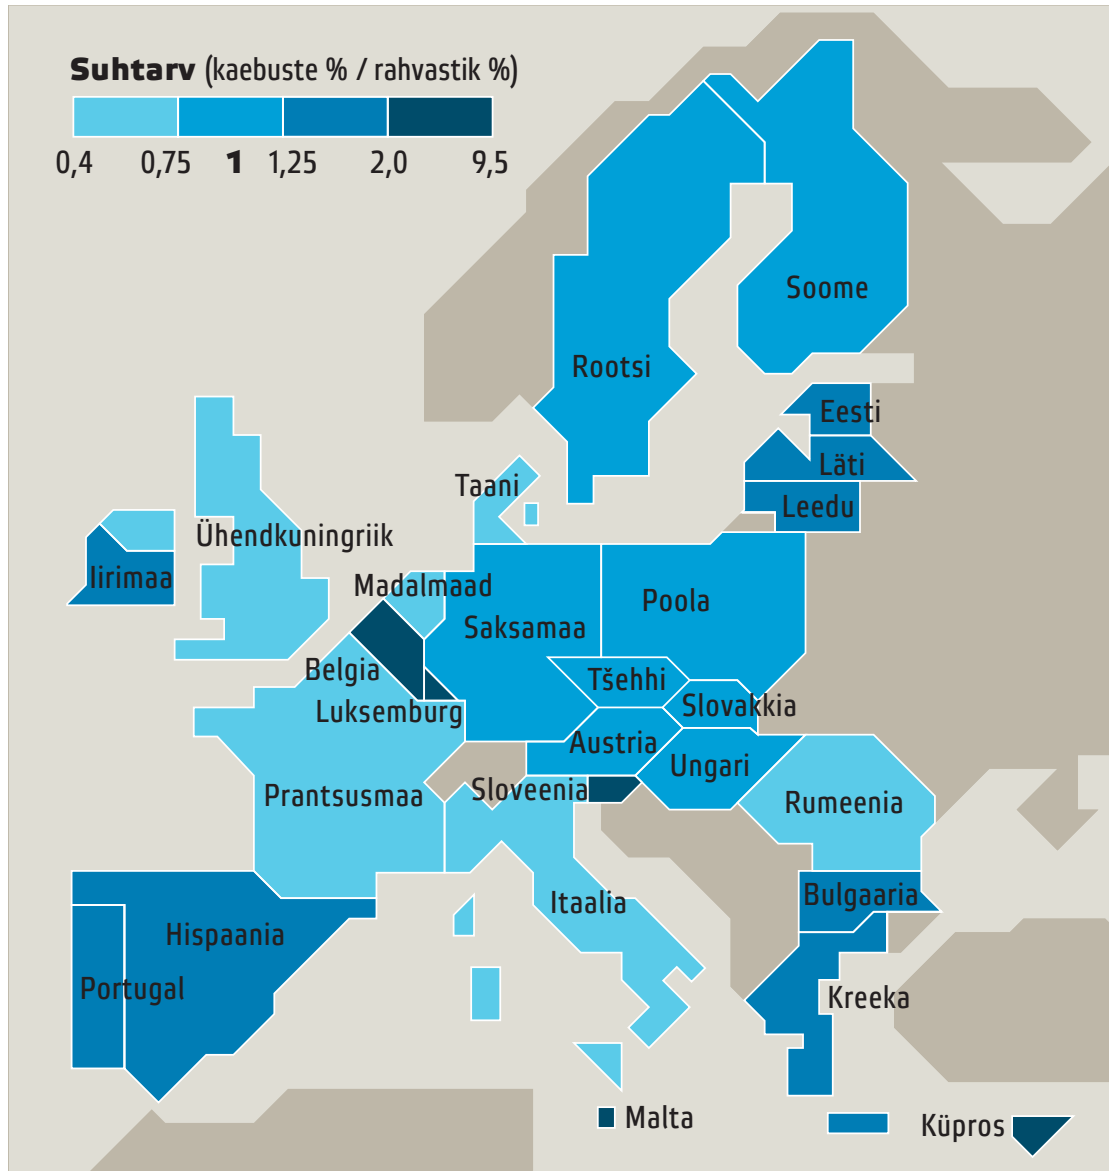 Suhtarv (kaebuste % / rahvastik %)
0,4 0,75 1 1,25 2,0 9,5
Soome
Rootsi
Eesti
Läti
Taani
Leedu
Ühendkuningriik
Iirimaa
Madalmaad
Poola
Saksamaa
Belgia
Tšehhi
Luksemburg
Slovakkia
Austria
Ungari
Sloveenia
Prantsusmaa
Rumeenia
Bulgaaria
Itaalia
Hispaania
Portugal
Kreeka
Malta
Küpros